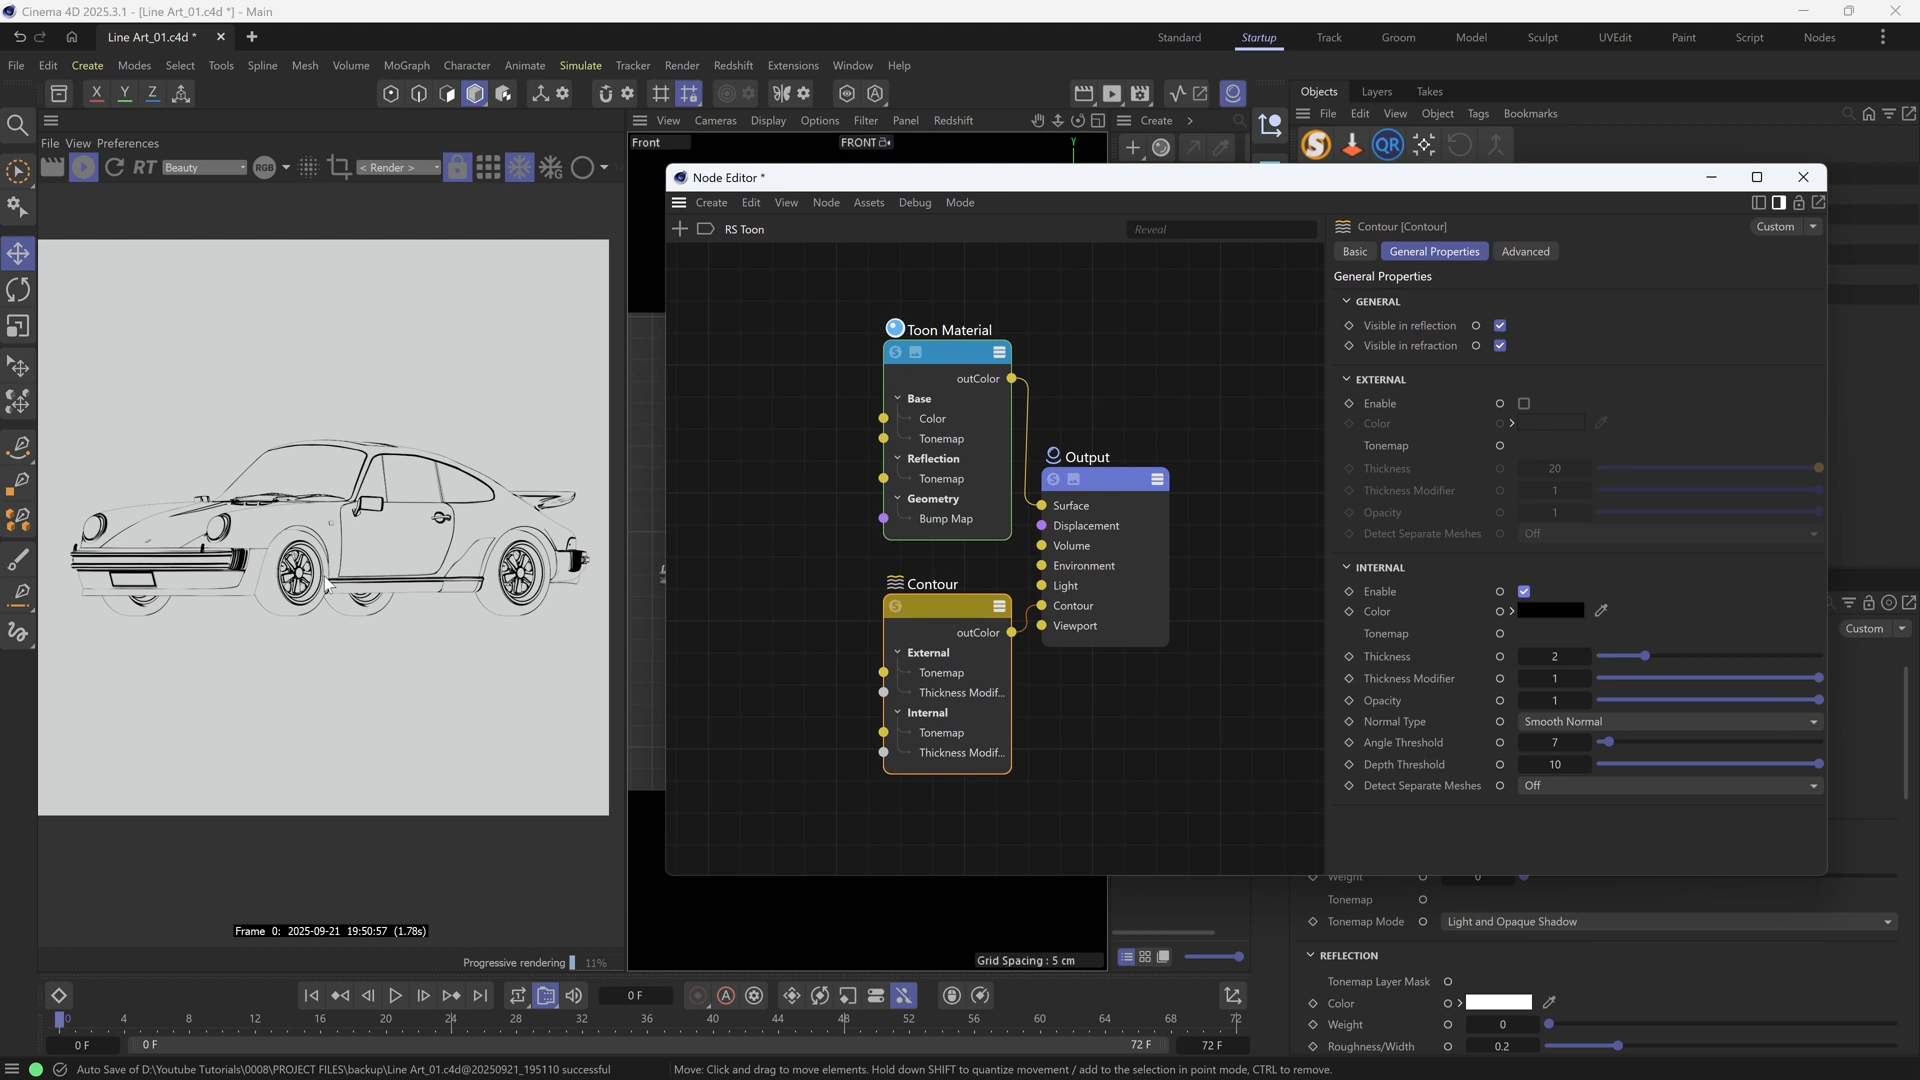 Cinema 4D 2025.3.1 - [Line Art_01.c4d *] - Main
Line Art_01.c4d *
Standard Startup Track Groom Model Sculpt UVEdit Paint Script Nodes
File Edit Create Modes Select Tools Spline Mesh Volume MoGraph Character Animate Simulate Tracker Render Redshift Extensions Window Help
X Y Z
Objects Layers Takes
View Cameras Display Options Filter Panel Redshift
Create
File Edit View Object Tags Bookmarks
File View Preferences
RT Beauty RGB < Render >
Front
FRONT
Y
QR
Node Editor *
Create Edit View Node Assets Debug Mode
RS Toon
Reveal
Toon Material
outColor
Base
Color
Tonemap
Reflection
Tonemap
Geometry
Bump Map
Output
Surface
Displacement
Volume
Environment
Light
Contour
Viewport
Contour
outColor
External
Tonemap
Thickness Modif...
Internal
Tonemap
Thickness Modif...
Contour [Contour]
Custom
Basic General Properties Advanced
General Properties
GENERAL
Visible in reflection
Visible in refraction
EXTERNAL
Enable
Color
Tonemap
Thickness 20
Thickness Modifier 1
Opacity 1
Detect Separate Meshes Off
INTERNAL
Enable
Color
Tonemap
Thickness 2
Thickness Modifier 1
Opacity 1
Normal Type Smooth Normal
Angle Threshold 7
Depth Threshold 10
Detect Separate Meshes Off
Custom
Weight 0
Tonemap
Tonemap Mode Light and Opaque Shadow
REFLECTION
Tonemap Layer Mask
Color
Weight 0
Roughness/Width 0.2
Frame 0: 2025-09-21 19:50:57 (1.78s)
Progressive rendering 11%
Grid Spacing : 5 cm
0 F
0 4 8 12 16 20 24 28 32 36 40 44 48 52 56 60 64 68 72
0 F 0 F 72 F 72 F
Auto Save of D:\Youtube Tutorials\0008\PROJECT FILES\backup\Line Art_01.c4d@20250921_195110 successful
Move: Click and drag to move elements. Hold down SHIFT to quantize movement / add to the selection in point mode, CTRL to remove.